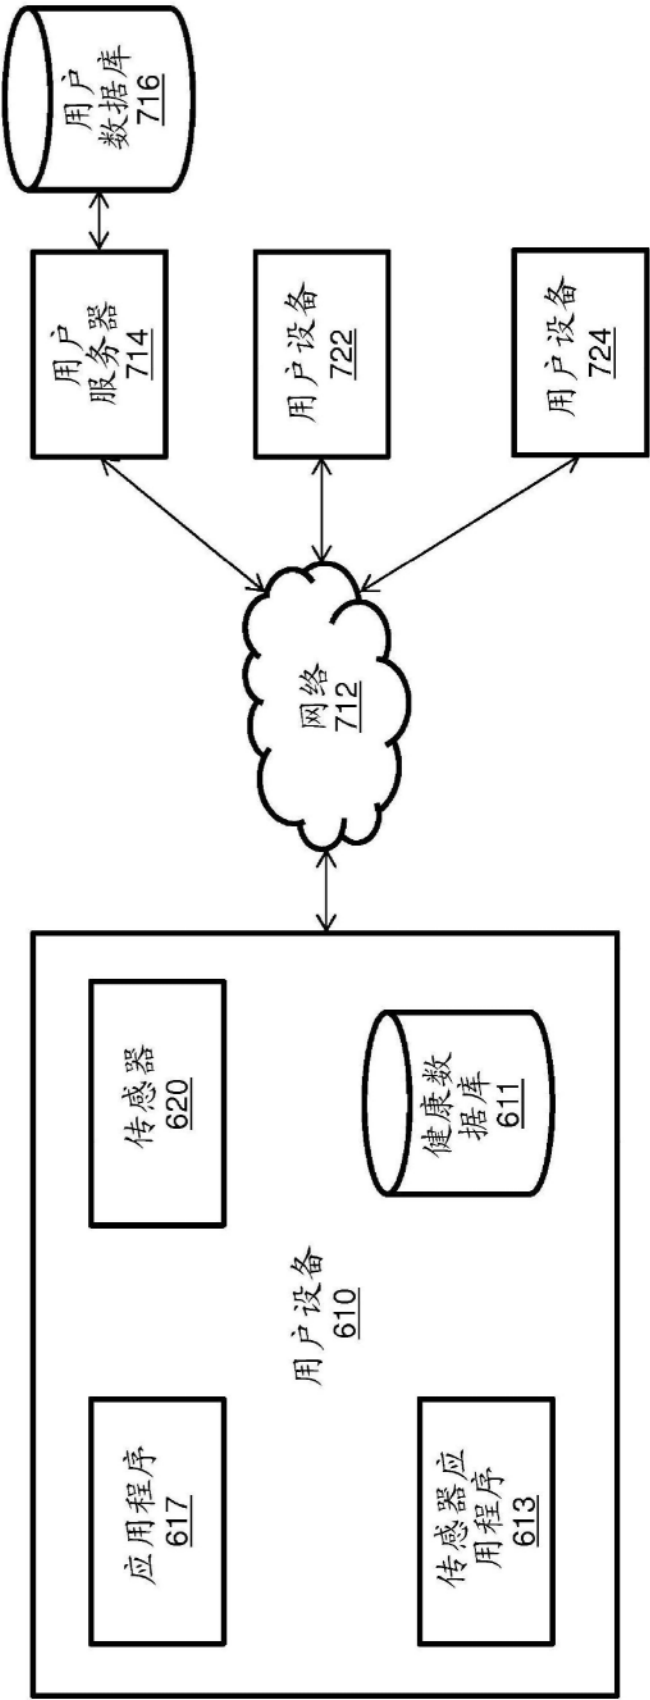 应用程序
617
传感器
620
用户设备
610
传感器应
用程序
613
健康数
据库
611
网络
712
用户
服务器
714
用户
数据库
716
用户设备
722
用户设备
724